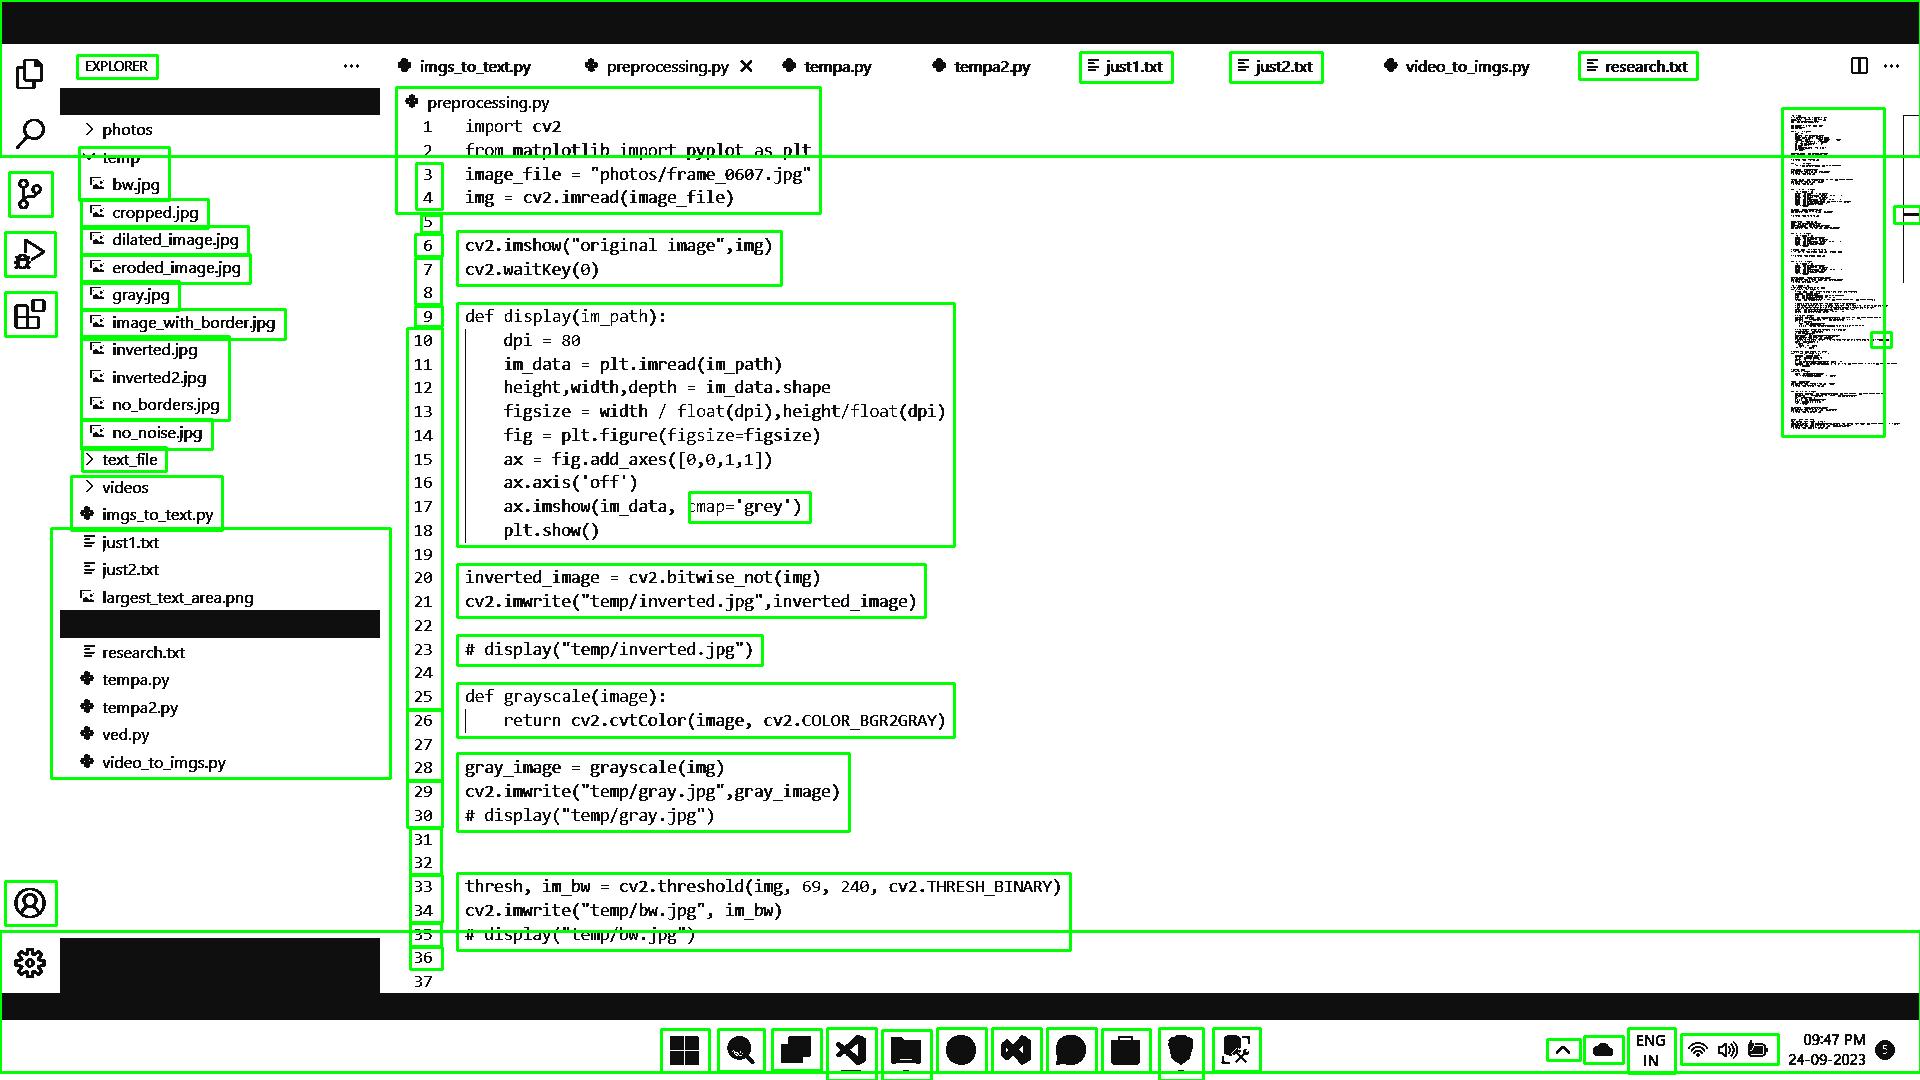 EXPLORER
imgs_to_text.py
preprocessing.py
tempa.py
tempa2.py
just1.txt
just2.txt
video_to_imgs.py
research.txt
photos
temp
bw.jpg
cropped.jpg
dilated_image.jpg
eroded_image.jpg
gray.jpg
image_with_border.jpg
inverted.jpg
inverted2.jpg
no_borders.jpg
no_noise.jpg
text_file
videos
imgs_to_text.py
just1.txt
just2.txt
largest_text_area.png
research.txt
tempa.py
tempa2.py
ved.py
video_to_imgs.py
preprocessing.py
1 import cv2
2 from matplotlib import pyplot as plt
3 image_file = "photos/frame_0607.jpg"
4 img = cv2.imread(image_file)
5
6 cv2.imshow("original image",img)
7 cv2.waitKey(0)
8
9 def display(im_path):
10 dpi = 80
11 im_data = plt.imread(im_path)
12 height,width,depth = im_data.shape
13 figsize = width / float(dpi),height/float(dpi)
14 fig = plt.figure(figsize=figsize)
15 ax = fig.add_axes([0,0,1,1])
16 ax.axis('off')
17 ax.imshow(im_data, cmap='grey')
18 plt.show()
19
20 inverted_image = cv2.bitwise_not(img)
21 cv2.imwrite("temp/inverted.jpg",inverted_image)
22
23 # display("temp/inverted.jpg")
24
25 def grayscale(image):
26 return cv2.cvtColor(image, cv2.COLOR_BGR2GRAY)
27
28 gray_image = grayscale(img)
29 cv2.imwrite("temp/gray.jpg",gray_image)
30 # display("temp/gray.jpg")
31
32
33 thresh, im_bw = cv2.threshold(img, 69, 240, cv2.THRESH_BINARY)
34 cv2.imwrite("temp/bw.jpg", im_bw)
35 # display("temp/bw.jpg")
36
37
ENG
IN
09:47 PM
24-09-2023
5